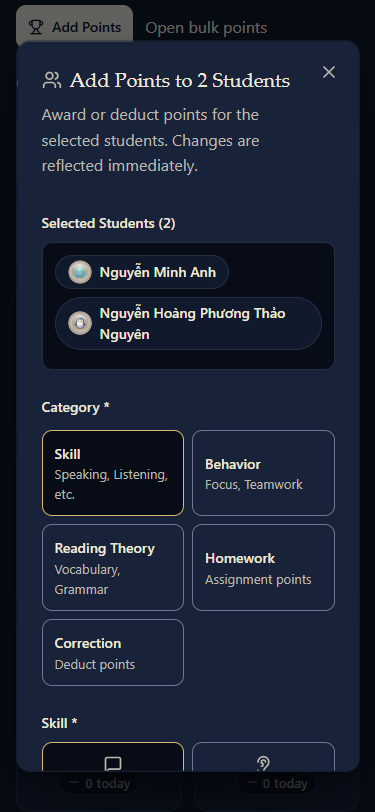 Add Points Open bulk points
Add Points to 2 Students
Award or deduct points for the
selected students. Changes are
reflected immediately.
Selected Students (2)
Nguyễn Minh Anh
Nguyễn Hoàng Phương Thảo
Nguyên
Category *
Skill
Speaking, Listening,
etc.
Behavior
Focus, Teamwork
Reading Theory
Vocabulary,
Grammar
Homework
Assignment points
Correction
Deduct points
Skill *
− 0 today − 0 today